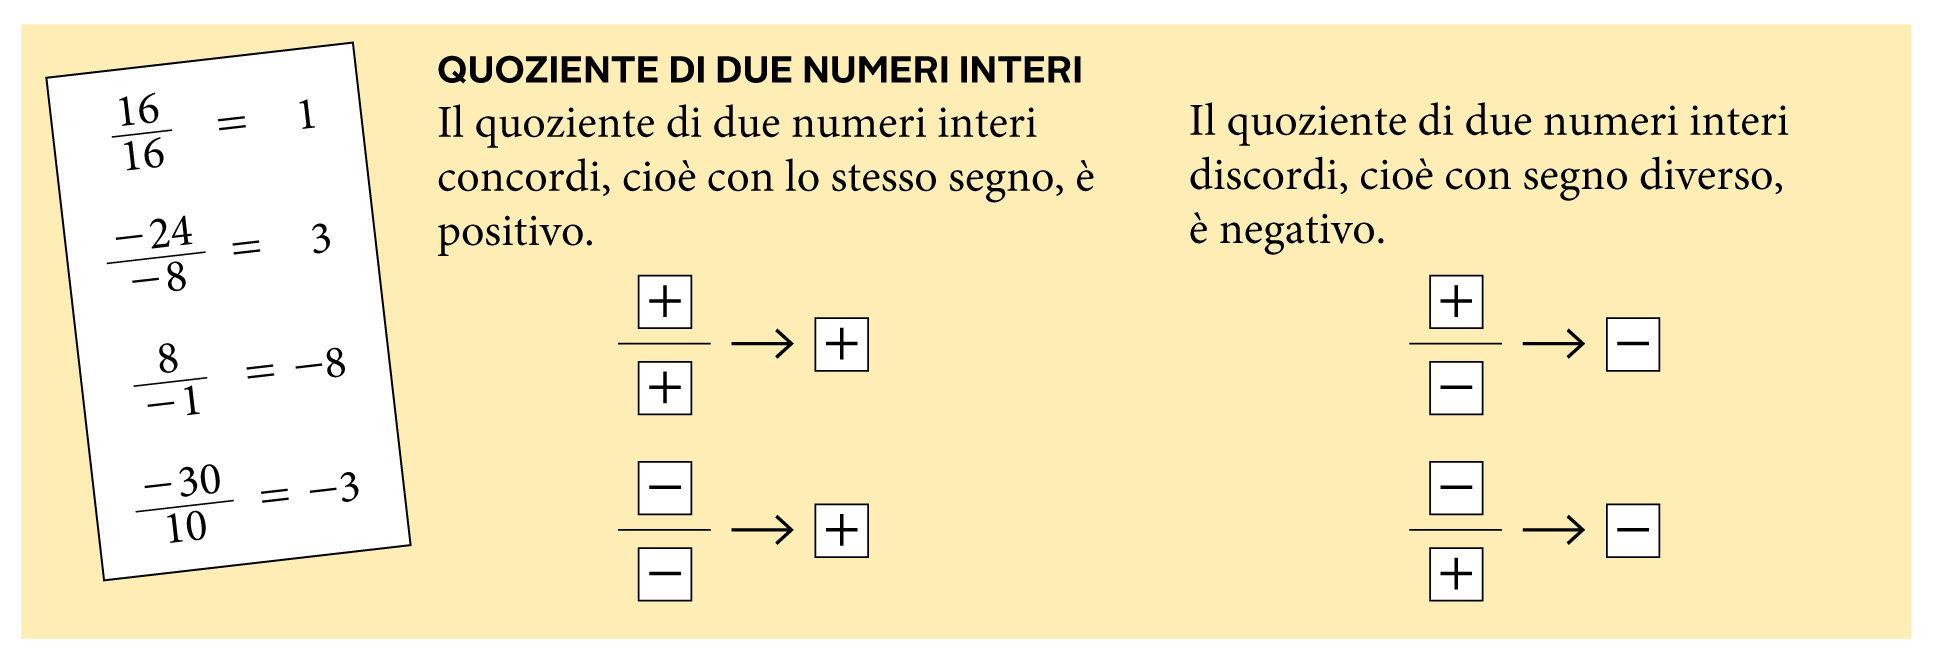 16/16 = 1
−24/−8 = 3
8/−1 = −8
−30/10 = −3
QUOZIENTE DI DUE NUMERI INTERI
Il quoziente di due numeri interi
concordi, cioè con lo stesso segno, è
positivo.
+/+ → +
−/− → +
Il quoziente di due numeri interi
discordi, cioè con segno diverso,
è negativo.
+/− → −
−/+ → −